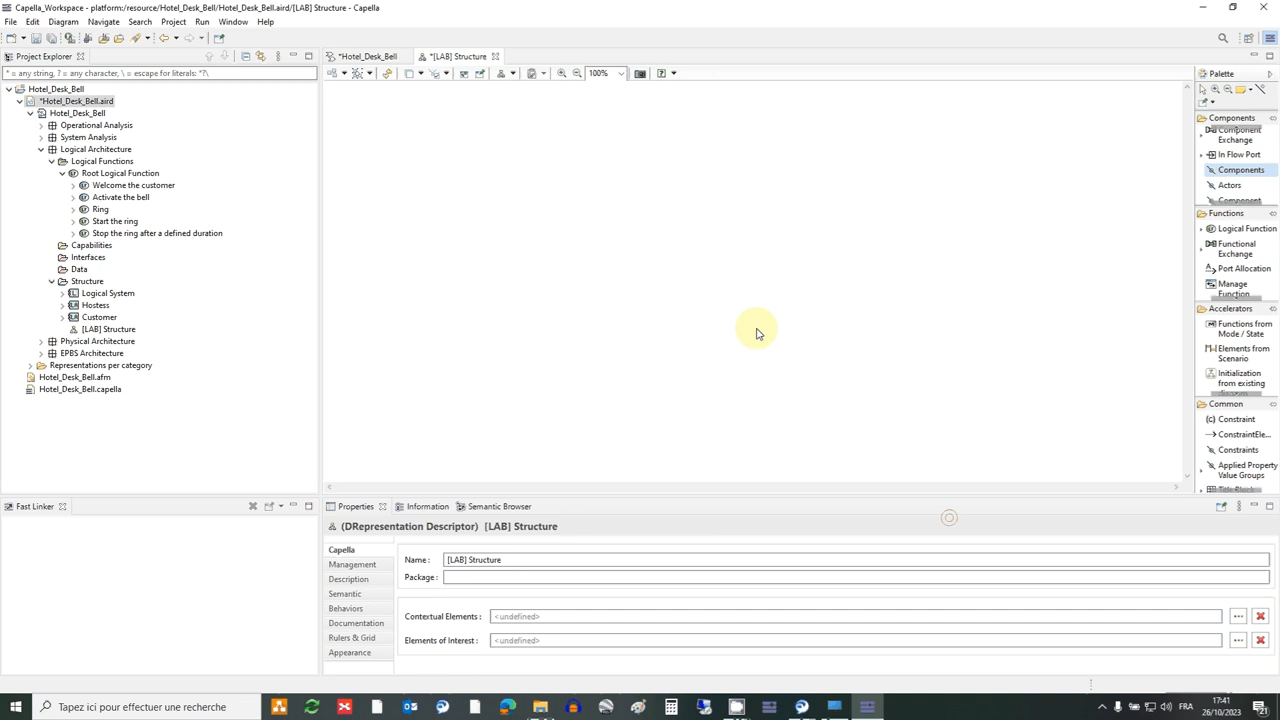 Capella_Workspace - platform:/resource/Hotel_Desk_Bell/Hotel_Desk_Bell.aird/[LAB] Structure - Capella
File Edit Diagram Navigate Search Project Run Window Help
Project Explorer
*Hotel_Desk_Bell
*[LAB] Structure
* = any string, ? = any character, \ = escape for literals: *?\
100%
Palette
Hotel_Desk_Bell
*Hotel_Desk_Bell.aird
Hotel_Desk_Bell
Operational Analysis
System Analysis
Logical Architecture
Logical Functions
Root Logical Function
Welcome the customer
Activate the bell
Ring
Start the ring
Stop the ring after a defined duration
Capabilities
Interfaces
Data
Structure
Logical System
Hostess
Customer
[LAB] Structure
Physical Architecture
EPBS Architecture
Representations per category
Hotel_Desk_Bell.afm
Hotel_Desk_Bell.capella
Components
Component
Exchange
In Flow Port
Components
Actors
Component
Functions
Logical Function
Functional
Exchange
Port Allocation
Manage
Function
Accelerators
Functions from
Mode / State
Elements from
Scenario
Initialization
from existing
Common
Constraint
ConstraintEle...
Constraints
Applied Property
Value Groups
Fast Linker
Properties
Information
Semantic Browser
(DRepresentation Descriptor) [LAB] Structure
Capella
Management
Description
Semantic
Behaviors
Documentation
Rulers & Grid
Appearance
Name :
[LAB] Structure
Package :
Contextual Elements :
<undefined>
Elements of Interest :
<undefined>
Tapez ici pour effectuer une recherche
FRA
17:41
26/10/2023